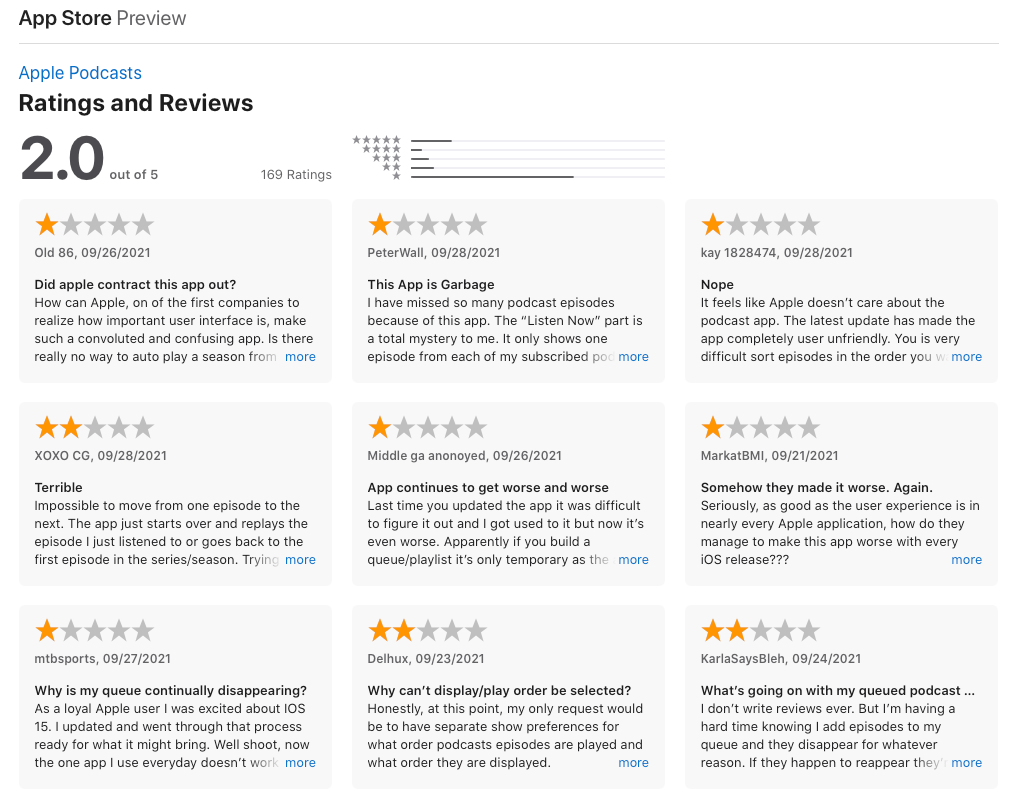 App Store Preview
Apple Podcasts
Ratings and Reviews
2.0 out of 5
169 Ratings
Old 86, 09/26/2021
Did apple contract this app out?
How can Apple, on of the first companies to
realize how important user interface is, make
such a convoluted and confusing app. Is there
really no way to auto play a season from more
PeterWall, 09/28/2021
This App is Garbage
I have missed so many podcast episodes
because of this app. The “Listen Now” part is
a total mystery to me. It only shows one
episode from each of my subscribed pod more
kay 1828474, 09/28/2021
Nope
It feels like Apple doesn’t care about the
podcast app. The latest update has made the
app completely user unfriendly. You is very
difficult sort episodes in the order you more
XOXO CG, 09/28/2021
Terrible
Impossible to move from one episode to the
next. The app just starts over and replays the
episode I just listened to or goes back to the
first episode in the series/season. Trying more
Middle ga anonoyed, 09/26/2021
App continues to get worse and worse
Last time you updated the app it was difficult
to figure it out and I got used to it but now it’s
even worse. Apparently if you build a
queue/playlist it’s only temporary as the more
MarkatBMI, 09/21/2021
Somehow they made it worse. Again.
Seriously, as good as the user experience is in
nearly every Apple application, how do they
manage to make this app worse with every
iOS release??? more
mtbsports, 09/27/2021
Why is my queue continually disappearing?
As a loyal Apple user I was excited about IOS
15. I updated and went through that process
ready for what it might bring. Well shoot, now
the one app I use everyday doesn’t work more
Delhux, 09/23/2021
Why can’t display/play order be selected?
Honestly, at this point, my only request would
be to have separate show preferences for
what order podcasts episodes are played and
what order they are displayed. more
KarlaSaysBleh, 09/24/2021
What’s going on with my queued podcast ...
I don’t write reviews ever. But I’m having a
hard time knowing I add episodes to my
queue and they disappear for whatever
reason. If they happen to reappear they’ more